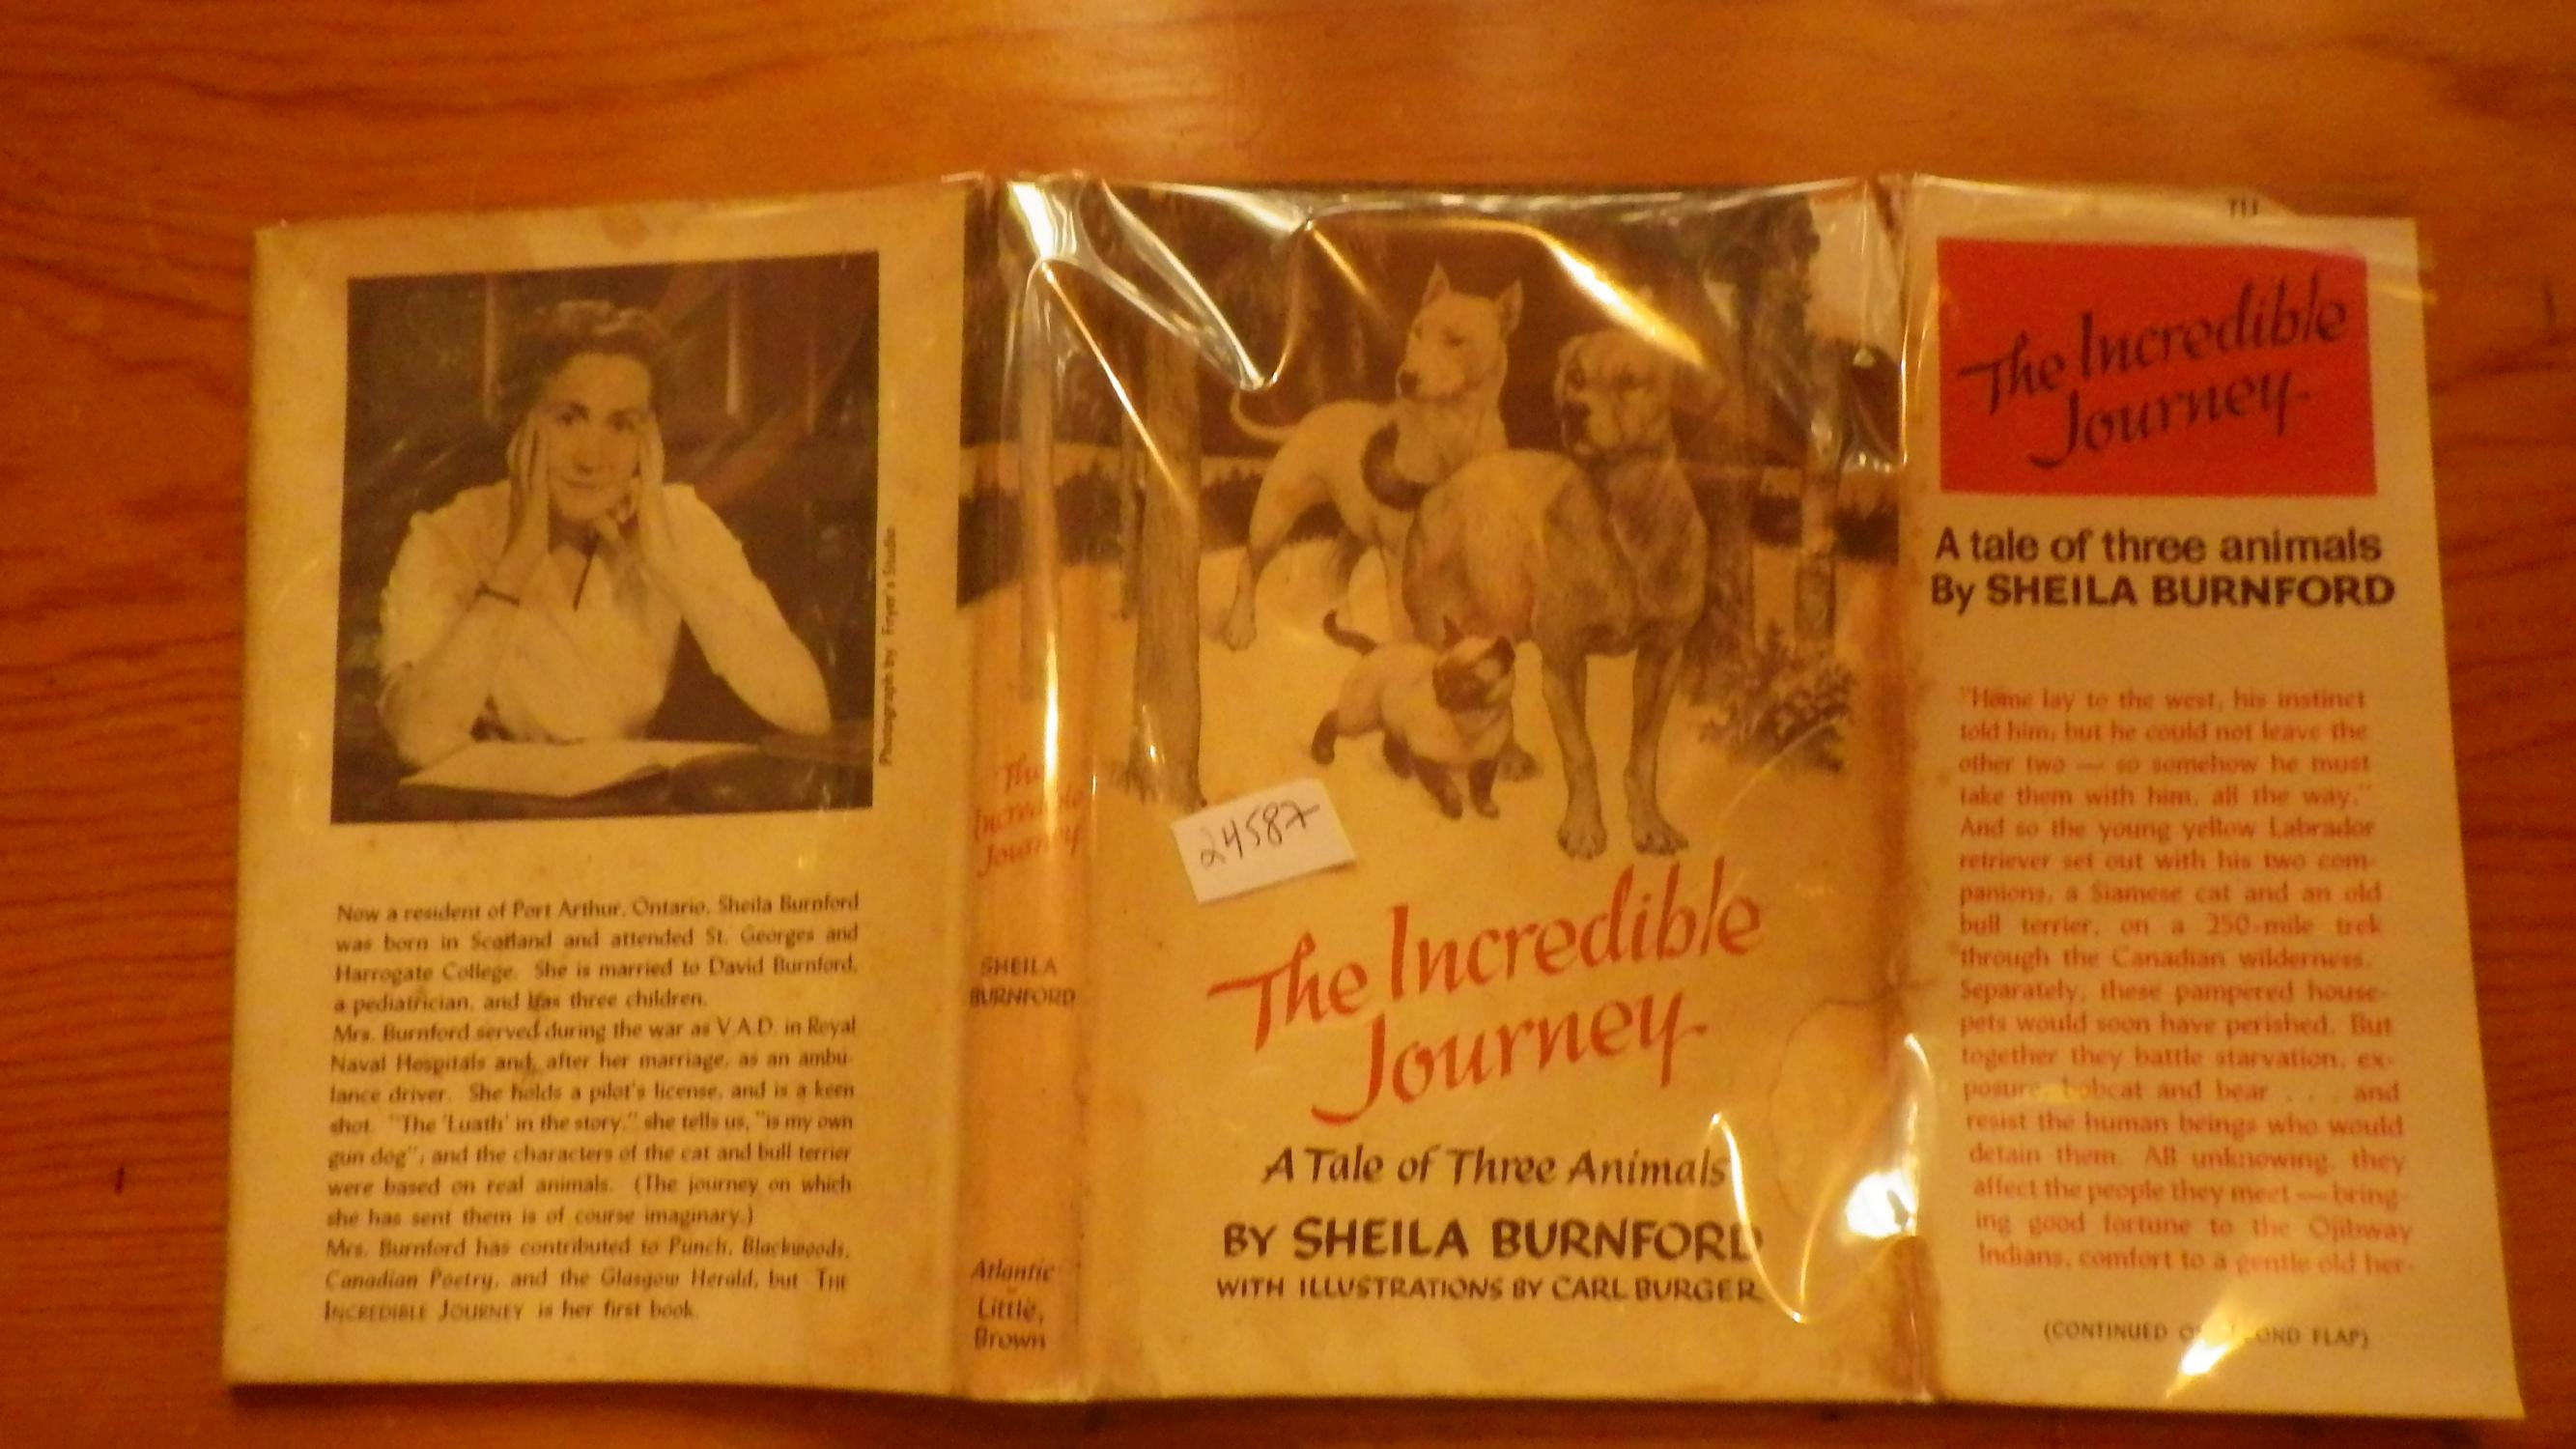 Photograph by Fryer's Studio
Now a resident of Port Arthur, Ontario, Sheila Burnford
was born in Scotland and attended St. Georges and
Harrogate College. She is married to David Burnford,
a pediatrician, and has three children.
Mrs. Burnford served during the war as V.A.D. in Royal
Naval Hospitals and, after her marriage, as an ambu-
lance driver. She holds a pilot's license, and is a keen
shot. "The 'Luath' in the story," she tells us, "is my own
gun dog", and the characters of the cat and bull terrier
were based on real animals. (The journey on which
she has sent them is of course imaginary.)
Mrs. Burnford has contributed to Punch, Blackwoods,
Canadian Poetry, and the Glasgow Herald, but THE
INCREDIBLE JOURNEY is her first book.
The
Incredible
Journey
SHEILA
BURNFORD
Atlantic
Little,
Brown
24587
The Incredible
Journey
A Tale of Three Animals
BY SHEILA BURNFORD
WITH ILLUSTRATIONS BY CARL BURGER
The Incredible
Journey
A tale of three animals
By SHEILA BURNFORD
"Home lay to the west, his instinct
told him, but he could not leave the
other two — so somehow he must
take them with him, all the way."
And so the young yellow Labrador
retriever set out with his two com-
panions, a Siamese cat and an old
bull terrier, on a 250-mile trek
through the Canadian wilderness.
Separately, these pampered house-
pets would soon have perished. But
together they battle starvation, ex-
posure, bobcat and bear . . . and
resist the human beings who would
detain them. All unknowing, they
affect the people they meet — bring-
ing good fortune to the Ojibway
Indians, comfort to a gentle old her-
(CONTINUED FLAP)